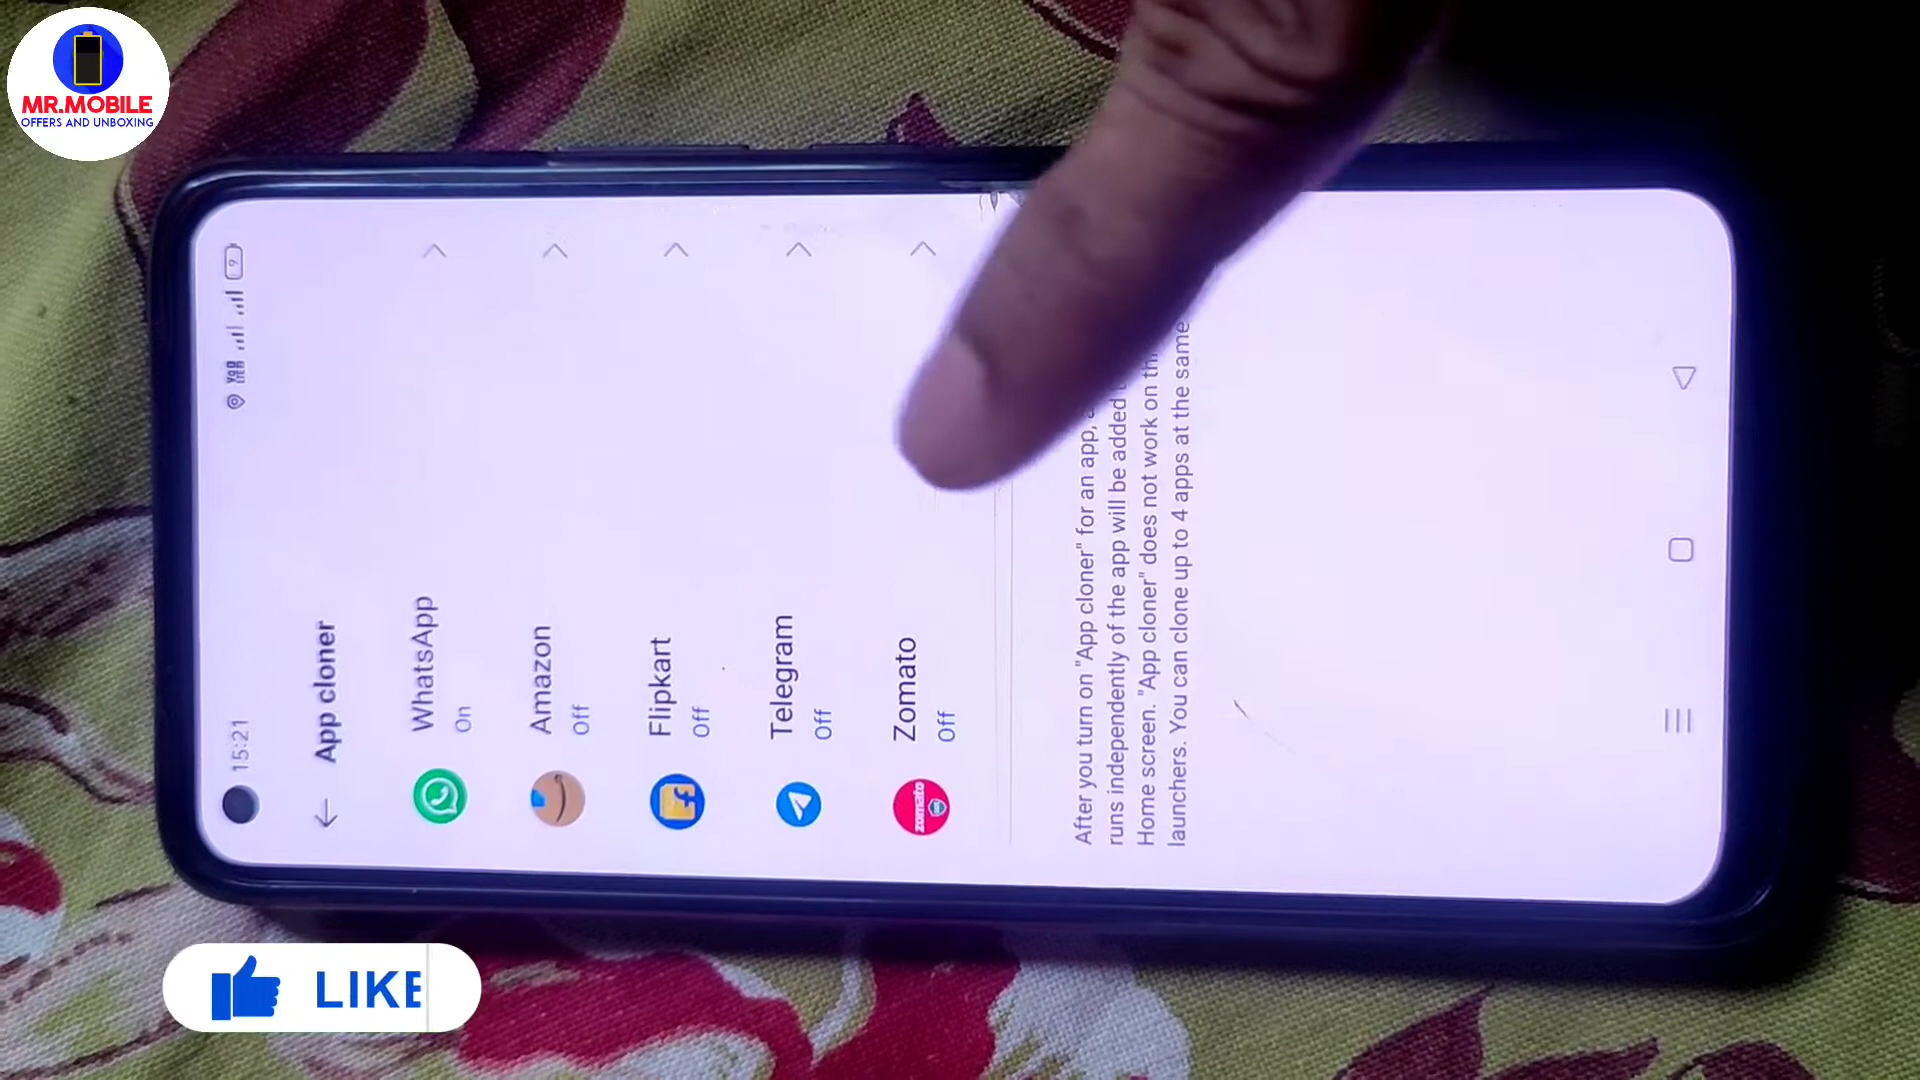 MR.MOBILE
OFFERS AND UNBOXING
15:21
App cloner
WhatsApp
On
Amazon
Off
Flipkart
Off
Telegram
Off
Zomato
Off
zomato
After you turn on "App cloner" for an app,
runs independently of the app will be added
Home screen. "App cloner" does not work on
launchers. You can clone up to 4 apps at the same
LIKE